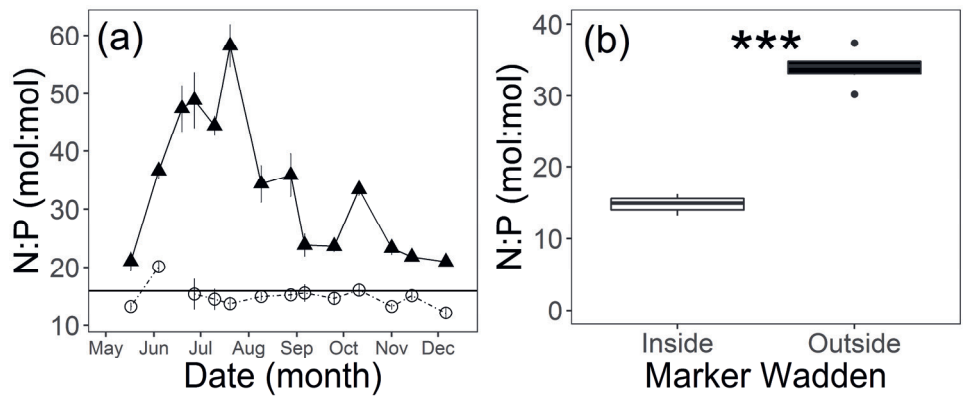 (a)
N:P (mol:mol)
60
50
40
30
20
10
May Jun Jul Aug Sep Oct Nov Dec
Date (month)
(b)
***
N:P (mol:mol)
40
30
20
10
0
Inside Outside
Marker Wadden